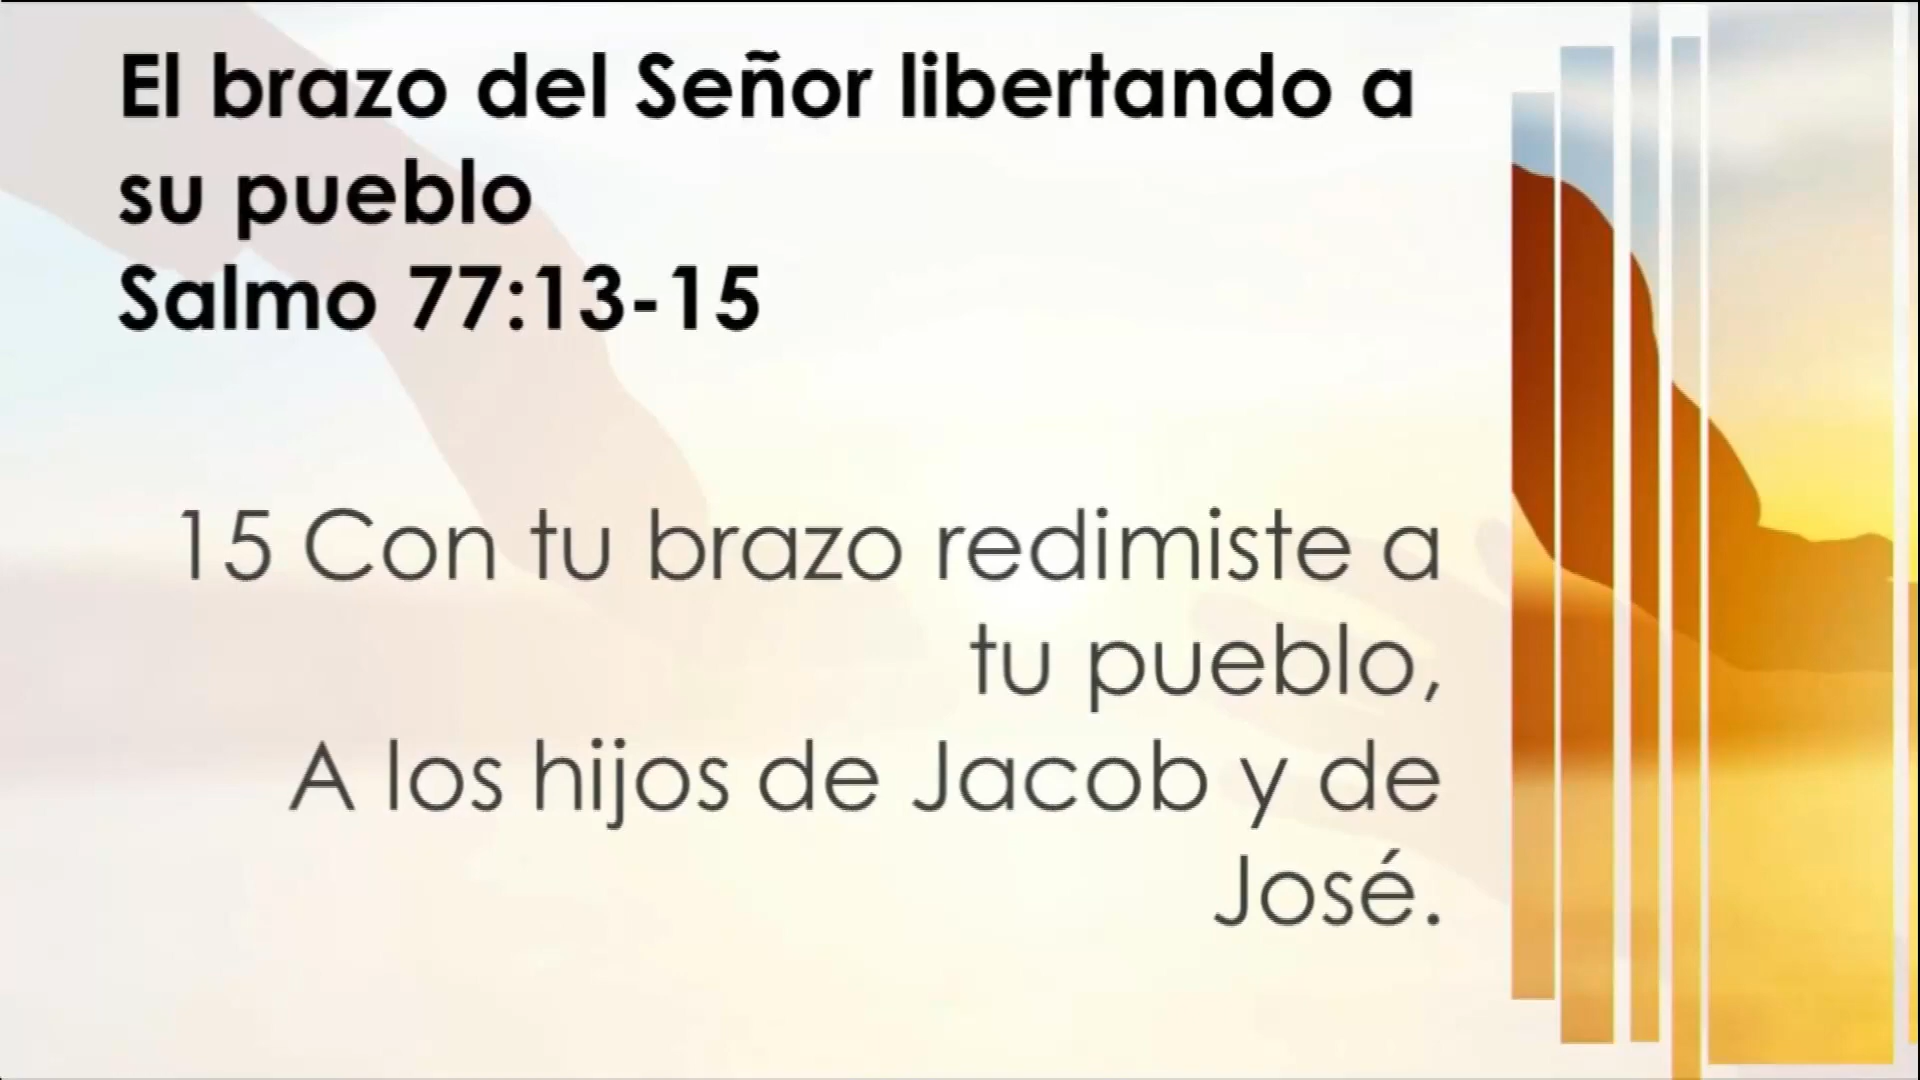 El brazo del Señor libertando a
su pueblo
Salmo 77:13-15
15 Con tu brazo redimiste a
tu pueblo,
A los hijos de Jacob y de
José.